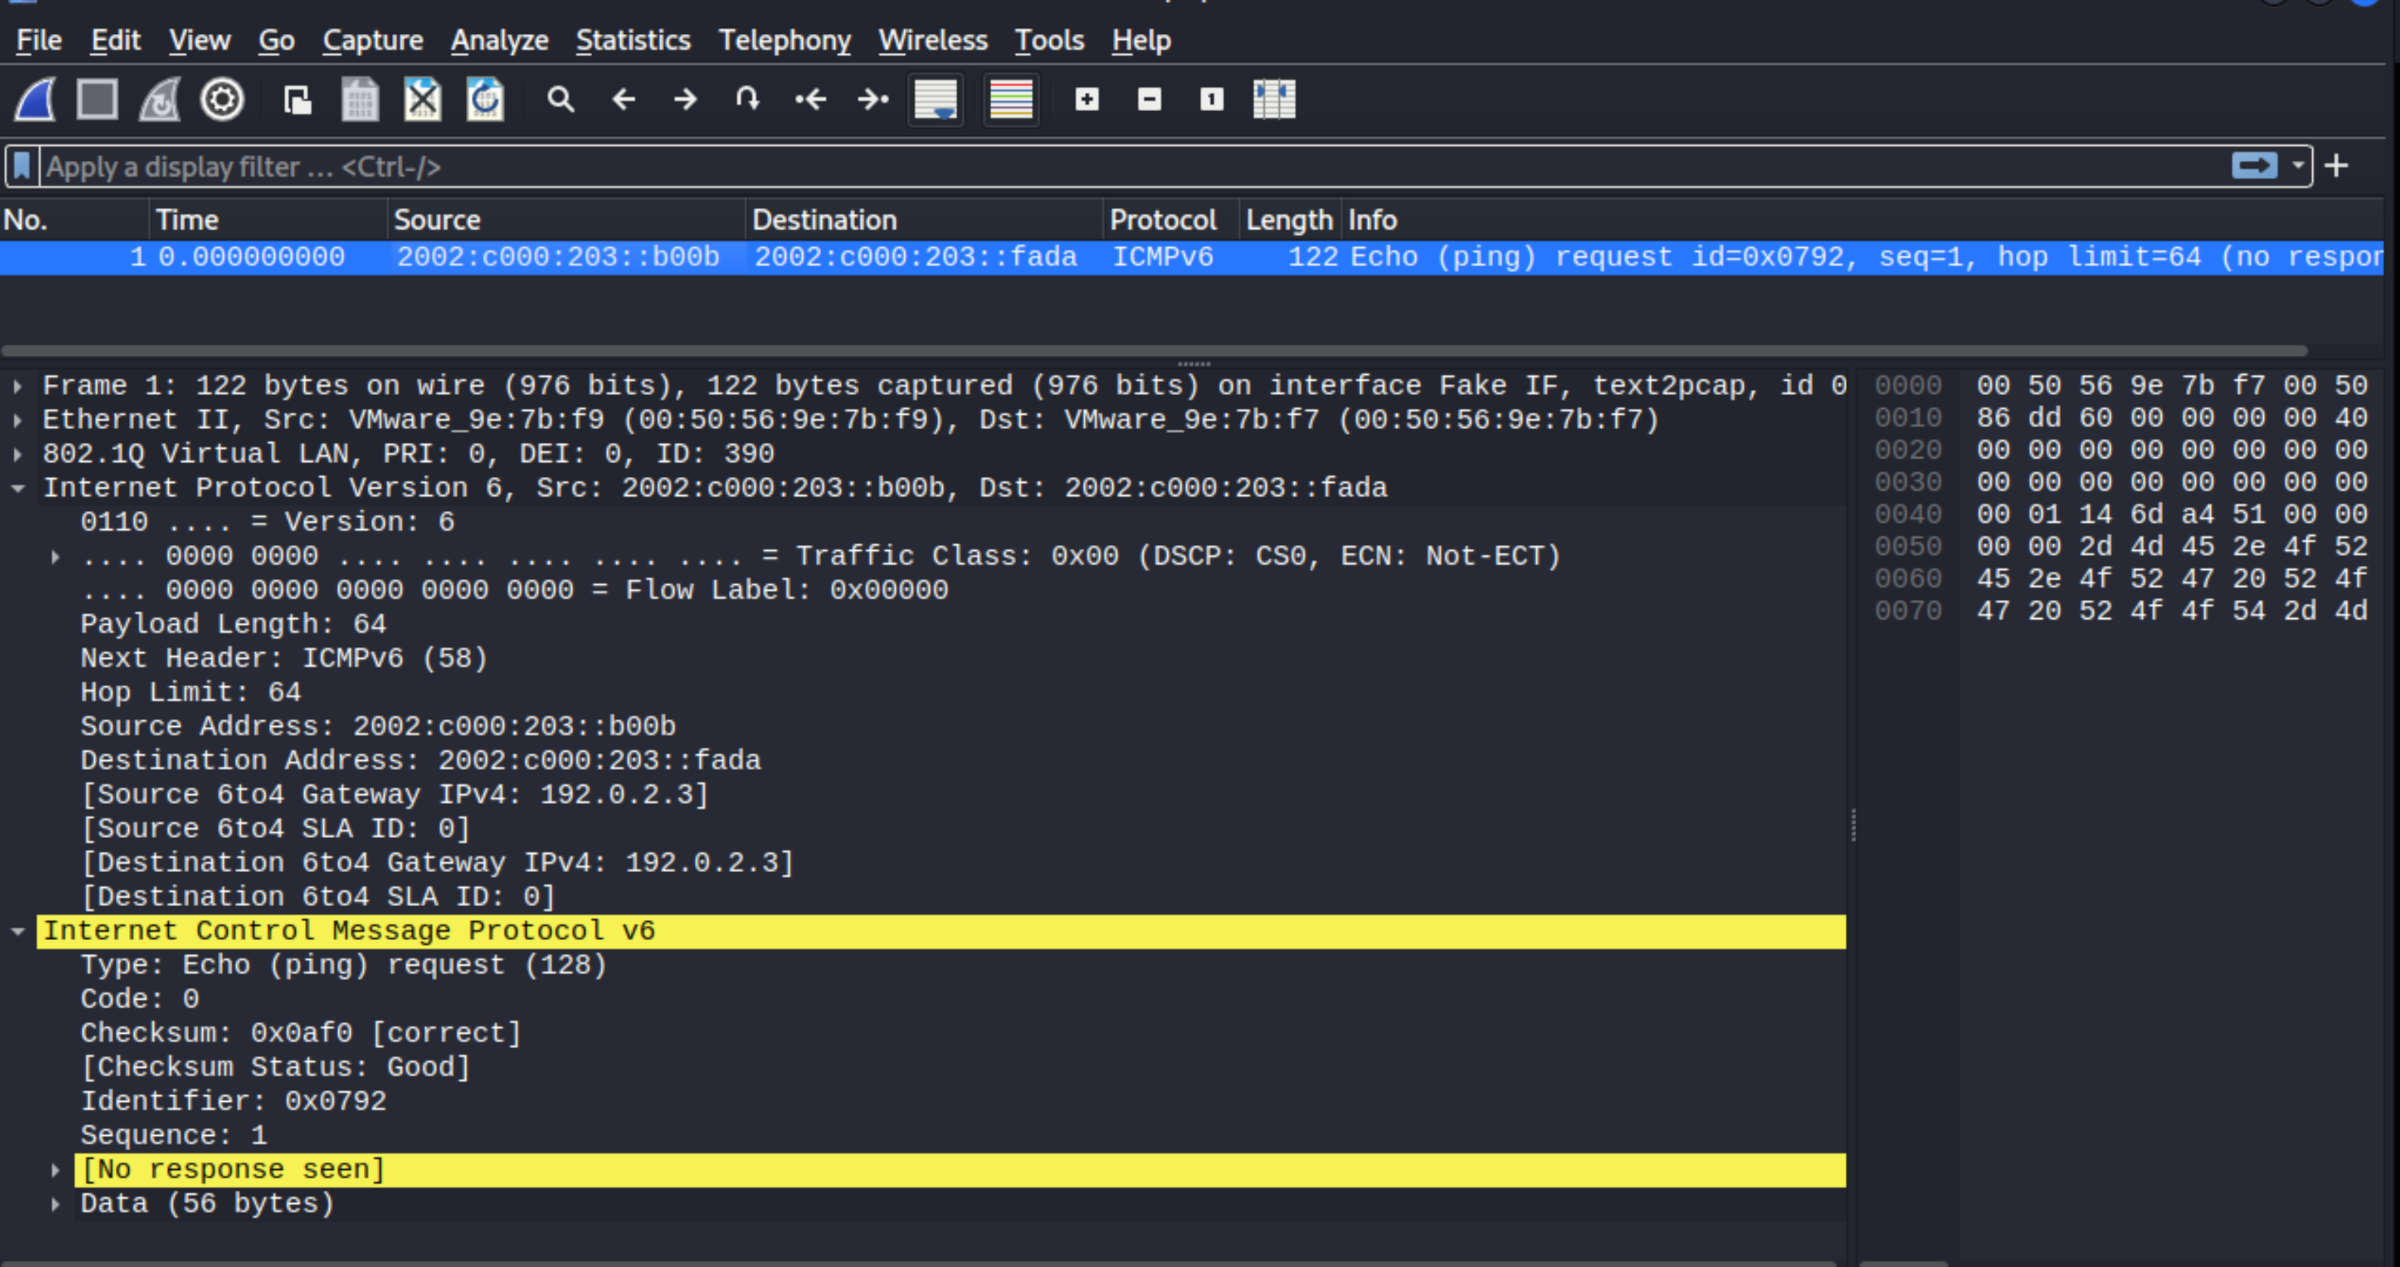 File Edit View Go Capture Analyze Statistics Telephony Wireless Tools Help
Apply a display filter … <Ctrl-/>
No. Time Source Destination Protocol Length Info
1 0.000000000 2002:c000:203::b00b 2002:c000:203::fada ICMPv6 122 Echo (ping) request id=0x0792, seq=1, hop limit=64 (no respor
Frame 1: 122 bytes on wire (976 bits), 122 bytes captured (976 bits) on interface Fake IF, text2pcap, id 0
Ethernet II, Src: VMware_9e:7b:f9 (00:50:56:9e:7b:f9), Dst: VMware_9e:7b:f7 (00:50:56:9e:7b:f7)
802.1Q Virtual LAN, PRI: 0, DEI: 0, ID: 390
Internet Protocol Version 6, Src: 2002:c000:203::b00b, Dst: 2002:c000:203::fada
0110 .... = Version: 6
.... 0000 0000 .... .... .... .... .... = Traffic Class: 0x00 (DSCP: CS0, ECN: Not-ECT)
.... 0000 0000 0000 0000 0000 = Flow Label: 0x00000
Payload Length: 64
Next Header: ICMPv6 (58)
Hop Limit: 64
Source Address: 2002:c000:203::b00b
Destination Address: 2002:c000:203::fada
[Source 6to4 Gateway IPv4: 192.0.2.3]
[Source 6to4 SLA ID: 0]
[Destination 6to4 Gateway IPv4: 192.0.2.3]
[Destination 6to4 SLA ID: 0]
Internet Control Message Protocol v6
Type: Echo (ping) request (128)
Code: 0
Checksum: 0x0af0 [correct]
[Checksum Status: Good]
Identifier: 0x0792
Sequence: 1
[No response seen]
Data (56 bytes)
0000 00 50 56 9e 7b f7 00 50
0010 86 dd 60 00 00 00 00 40
0020 00 00 00 00 00 00 00 00
0030 00 00 00 00 00 00 00 00
0040 00 01 14 6d a4 51 00 00
0050 00 00 2d 4d 45 2e 4f 52
0060 45 2e 4f 52 47 20 52 4f
0070 47 20 52 4f 4f 54 2d 4d